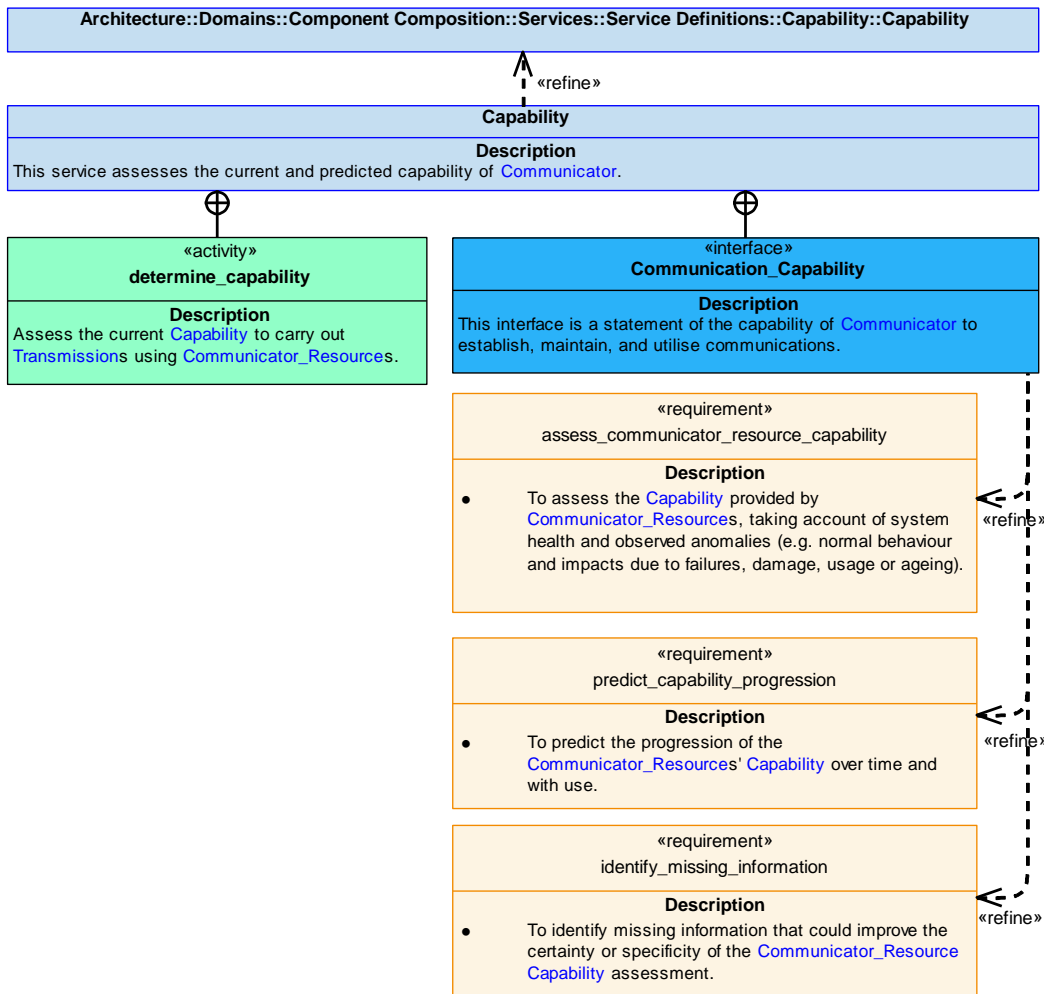 Architecture::Domains::Component Composition::Services::Service Definitions::Capability::Capability
«refine»
Capability
Description
This service assesses the current and predicted capability of Communicator.
«activity»
determine_capability
Description
Assess the current Capability to carry out
Transmissions using Communicator_Resources.
«interface»
Communication_Capability
Description
This interface is a statement of the capability of Communicator to
establish, maintain, and utilise communications.
«requirement»
assess_communicator_resource_capability
Description
● To assess the Capability provided by
Communicator_Resources, taking account of system
health and observed anomalies (e.g. normal behaviour
and impacts due to failures, damage, usage or ageing).
«refine»
«requirement»
predict_capability_progression
Description
● To predict the progression of the
Communicator_Resources' Capability over time and
with use.
«refine»
«requirement»
identify_missing_information
Description
● To identify missing information that could improve the
certainty or specificity of the Communicator_Resource
Capability assessment.
«refine»